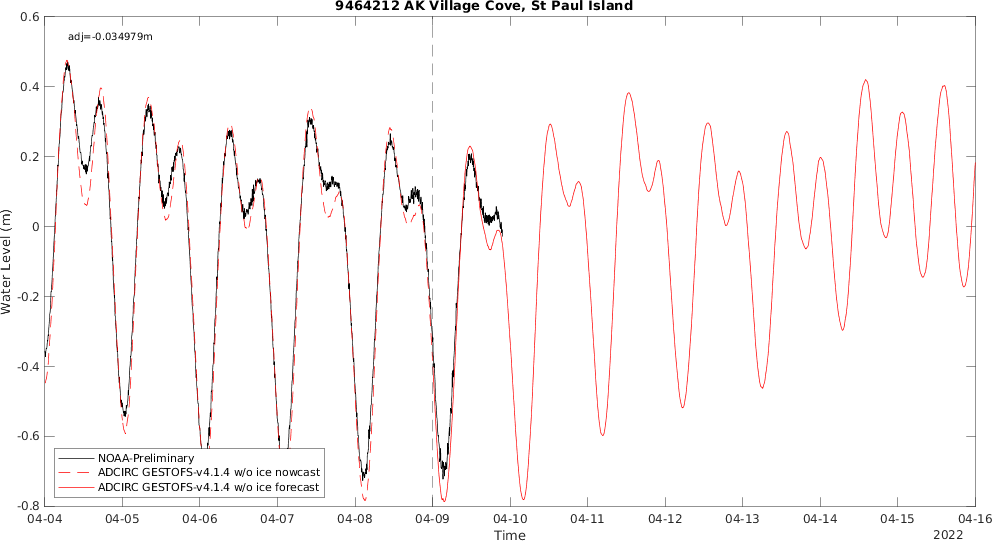 9464212 AK Village Cove, St Paul Island
0.6
adj=-0.034979m
0.4
0.2
0
-0.2
-0.4
-0.6
-0.8
Water Level (m)
NOAA-Preliminary
ADCIRC GESTOFS-v4.1.4 w/o ice nowcast
ADCIRC GESTOFS-v4.1.4 w/o ice forecast
04-04 04-05 04-06 04-07 04-08 04-09 04-10 04-11 04-12 04-13 04-14 04-15 04-16
Time
2022